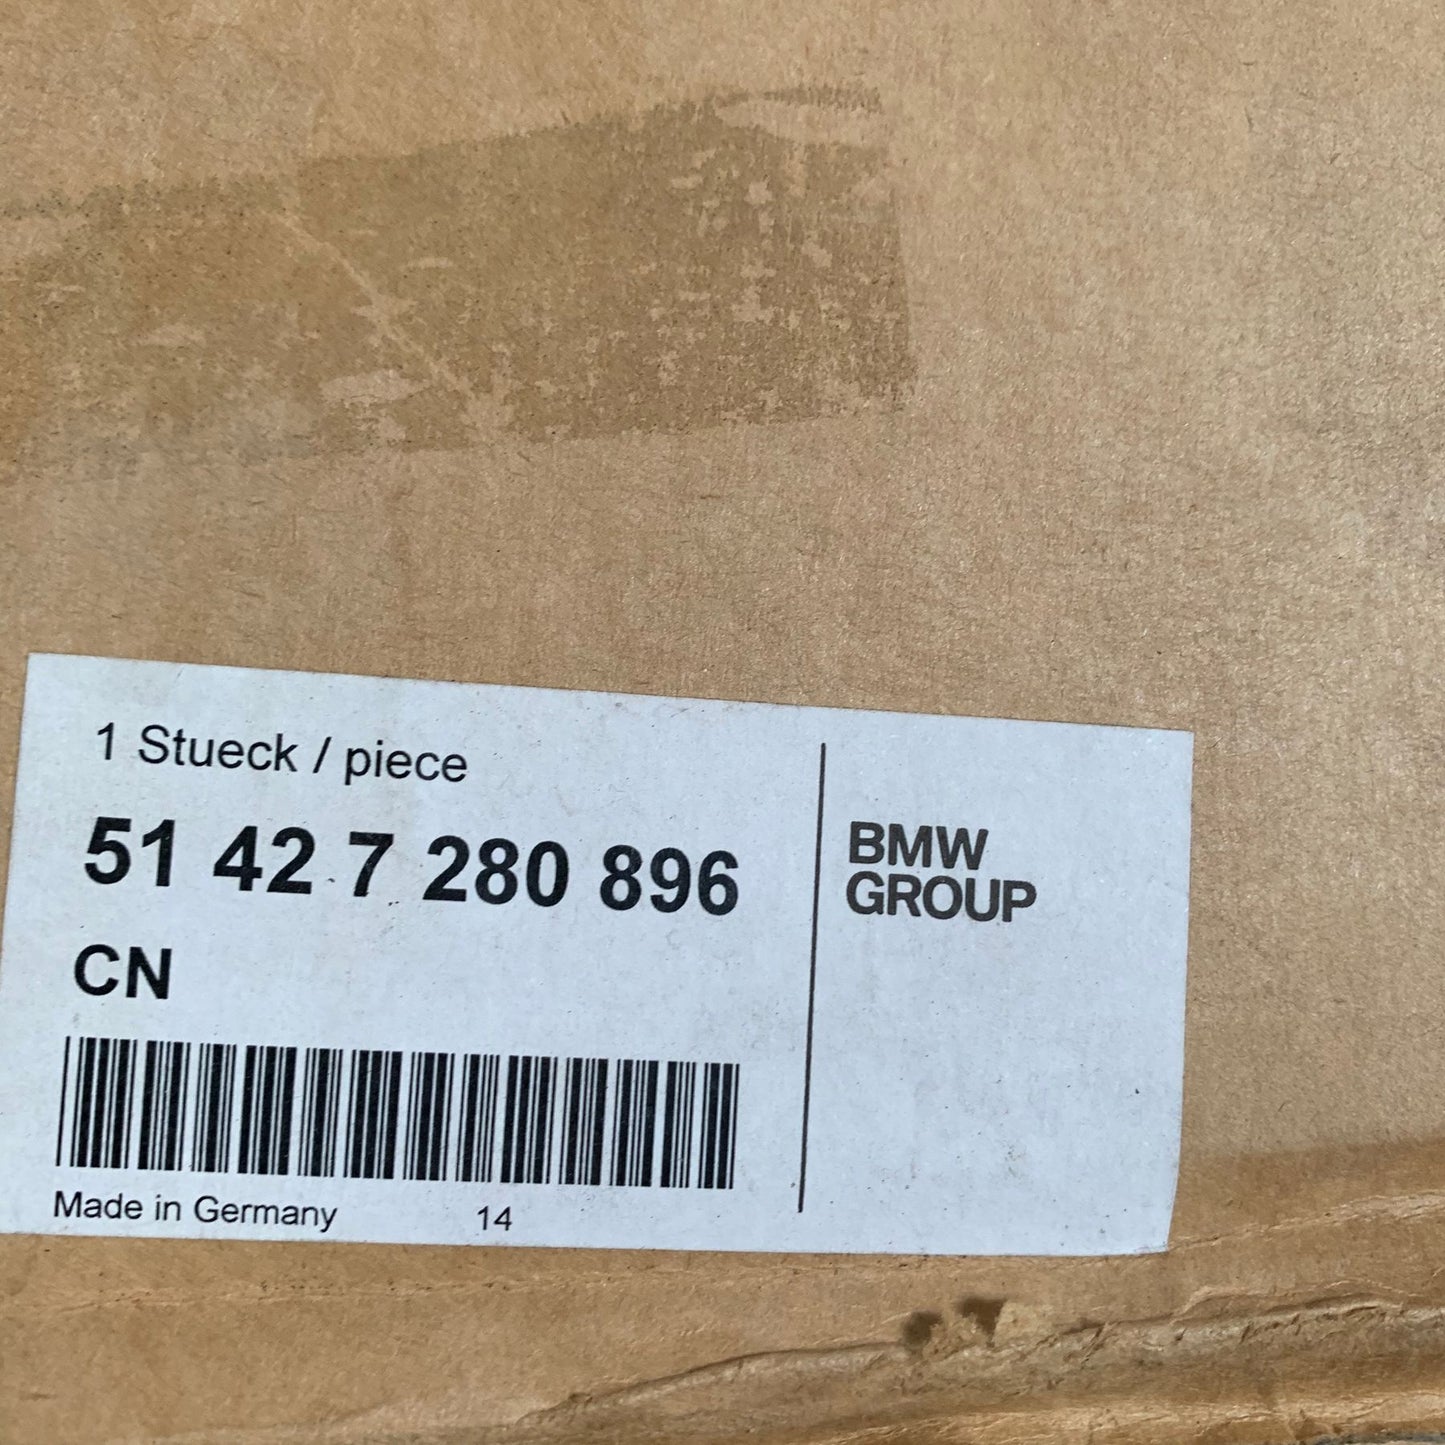 1 Stueck / piece
51 42 7 280 896
CN
Made in Germany 14
BMW
GROUP